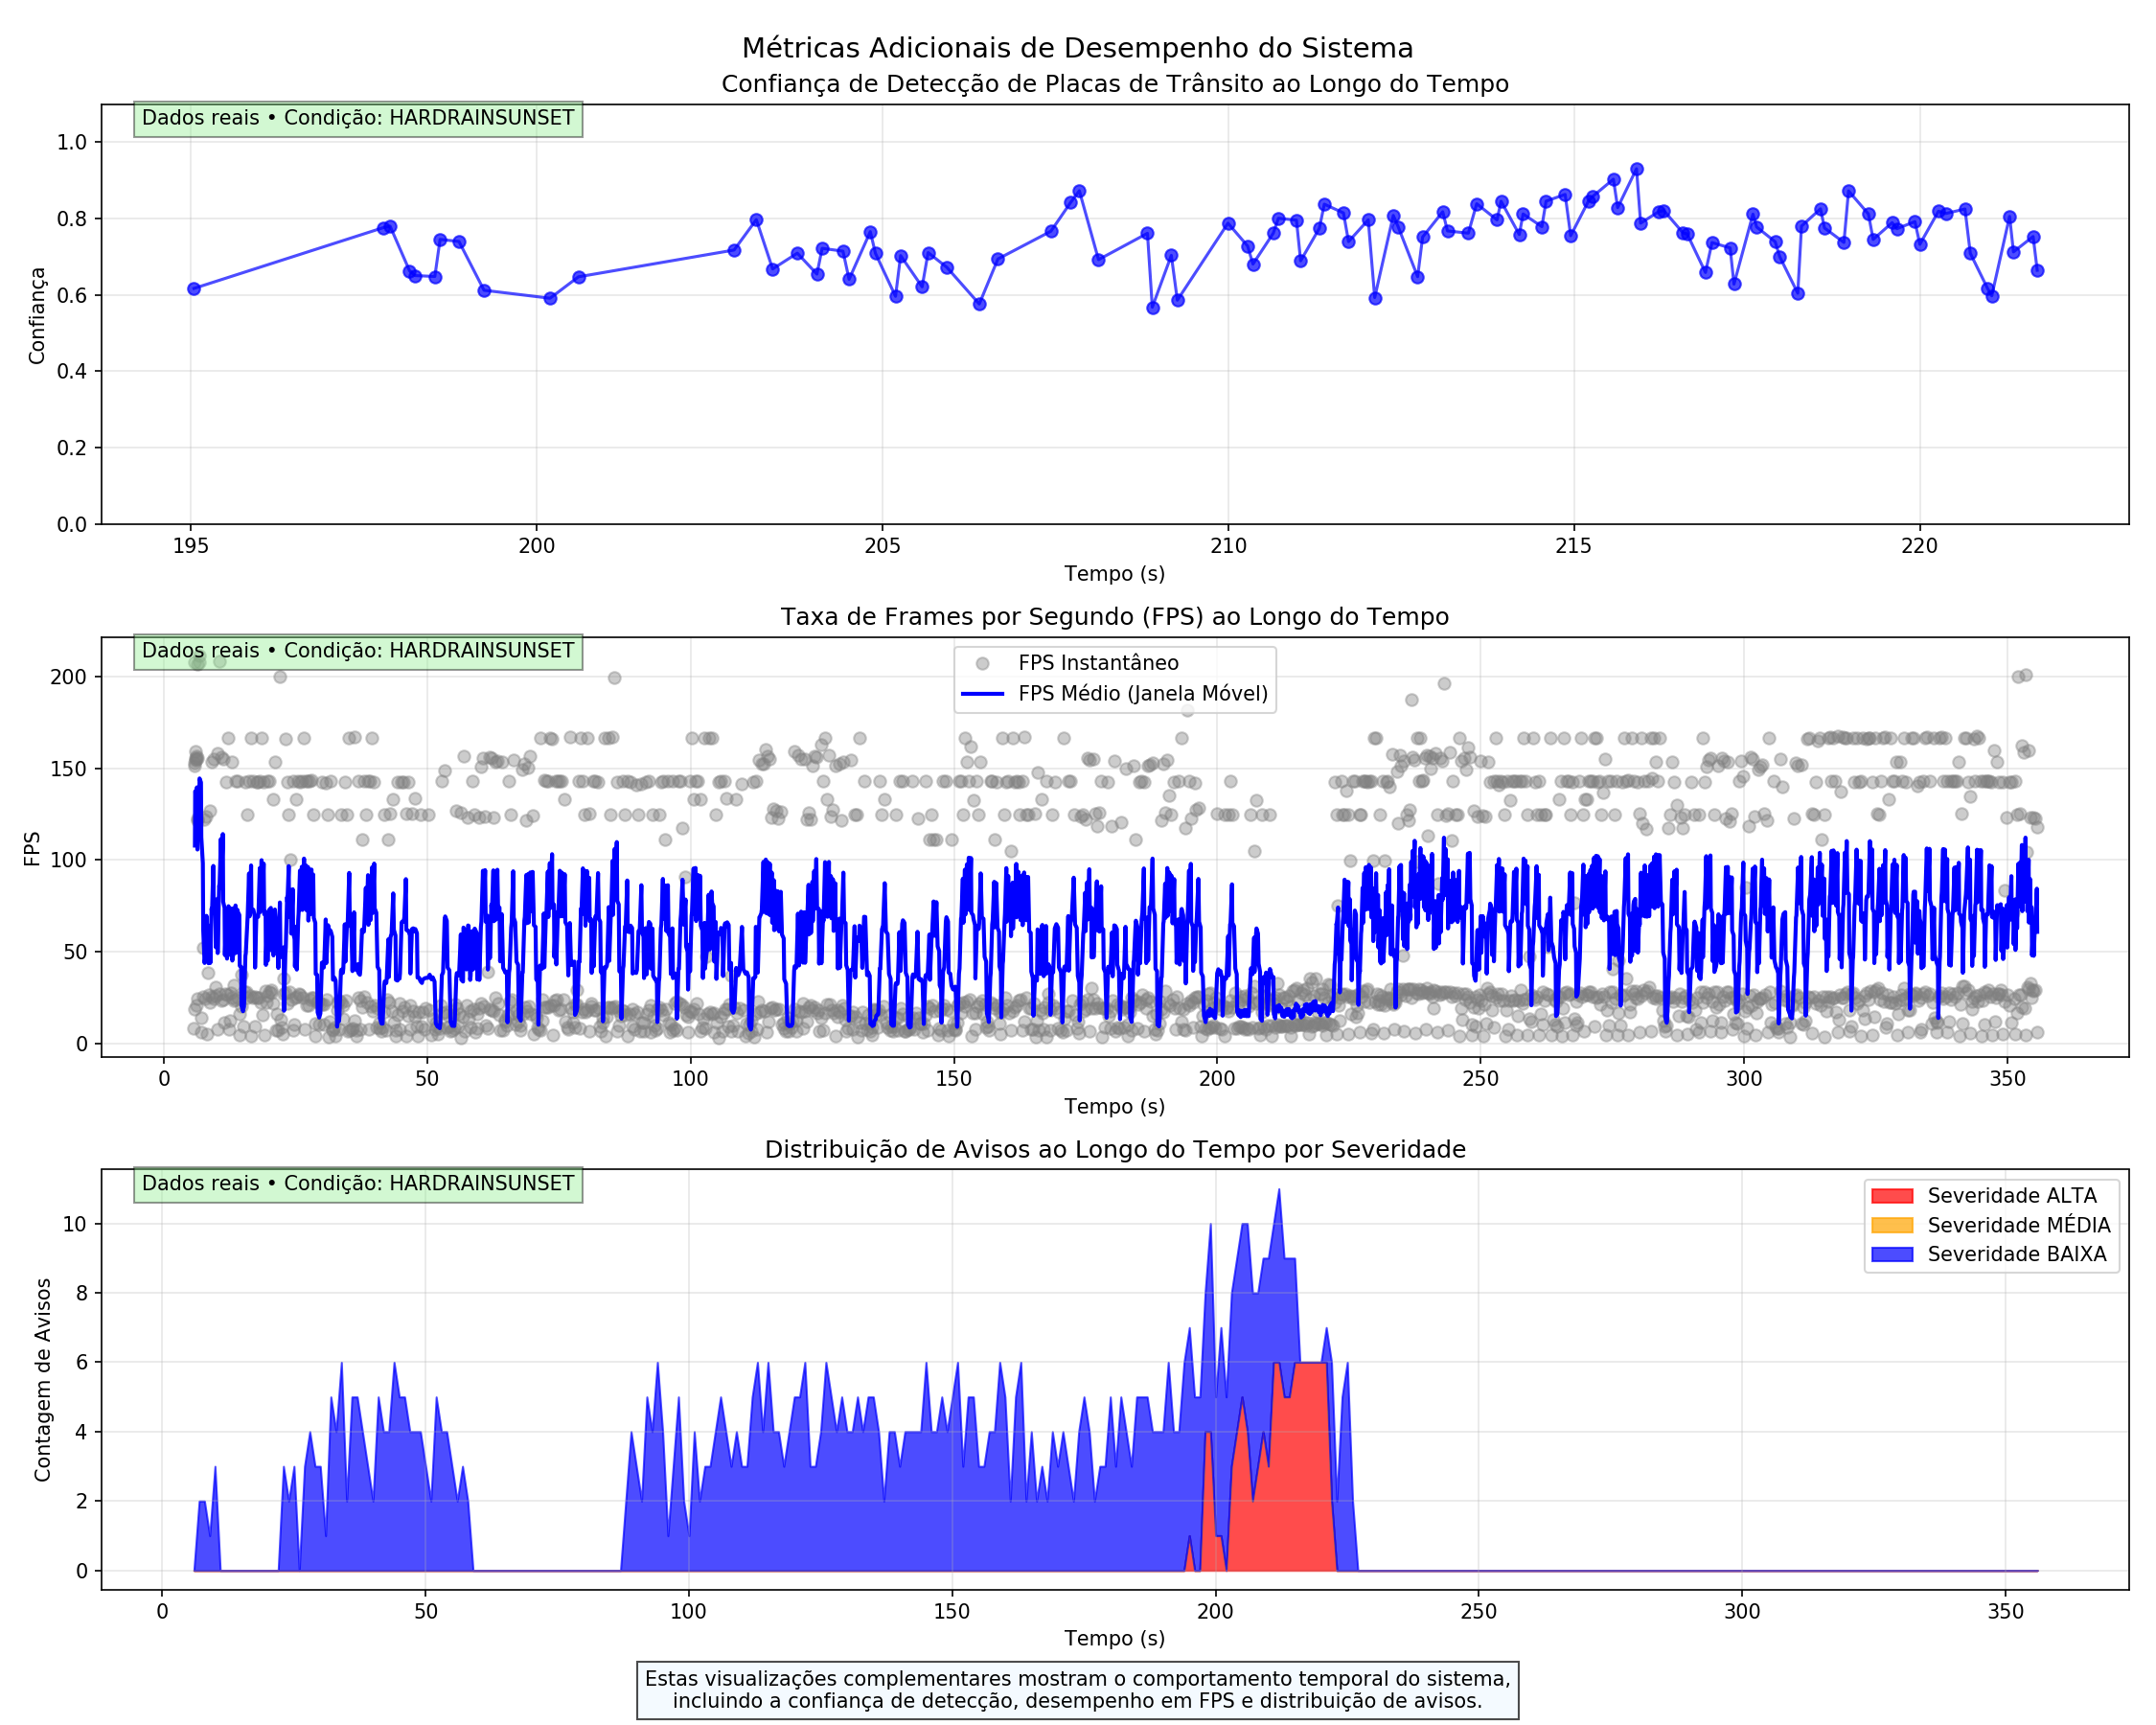 Métricas Adicionais de Desempenho do Sistema
Confiança de Detecção de Placas de Trânsito ao Longo do Tempo
Dados reais • Condição: HARDRAINSUNSET
1.0
0.8
0.6
0.4
0.2
0.0
Confiança
195
200
205
210
215
220
Tempo (s)
Taxa de Frames por Segundo (FPS) ao Longo do Tempo
Dados reais • Condição: HARDRAINSUNSET
FPS Instantâneo
FPS Médio (Janela Móvel)
200
150
100
50
0
FPS
0
50
100
150
200
250
300
350
Tempo (s)
Distribuição de Avisos ao Longo do Tempo por Severidade
Dados reais • Condição: HARDRAINSUNSET
Severidade ALTA
Severidade MÉDIA
Severidade BAIXA
10
8
6
4
2
0
Contagem de Avisos
0
50
100
150
200
250
300
350
Tempo (s)
Estas visualizações complementares mostram o comportamento temporal do sistema,
incluindo a confiança de detecção, desempenho em FPS e distribuição de avisos.